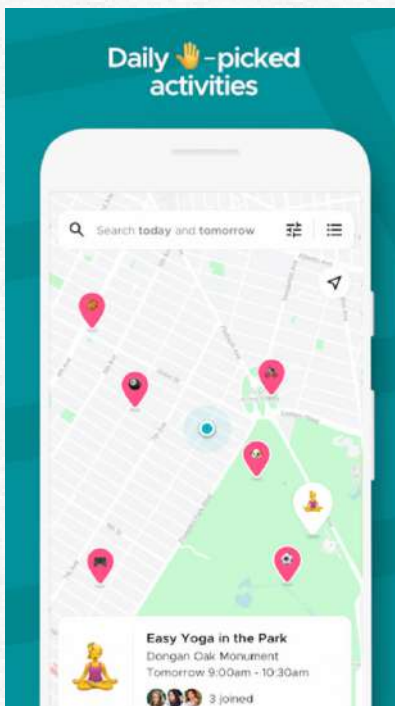 Daily 🤚-picked
activities
Search today and tomorrow
Easy Yoga in the Park
Dongan Oak Monument
Tomorrow 9:00am - 10:30am
3 joined